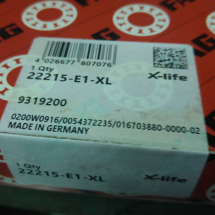 FAG
4 026677 807076
1 Qty
22215-E1-XL
X-life
9319200
0200W0916/0054372235/016703880-0000-02
MADE IN GERMANY
1 Qty
22215-E1-XL
X-life